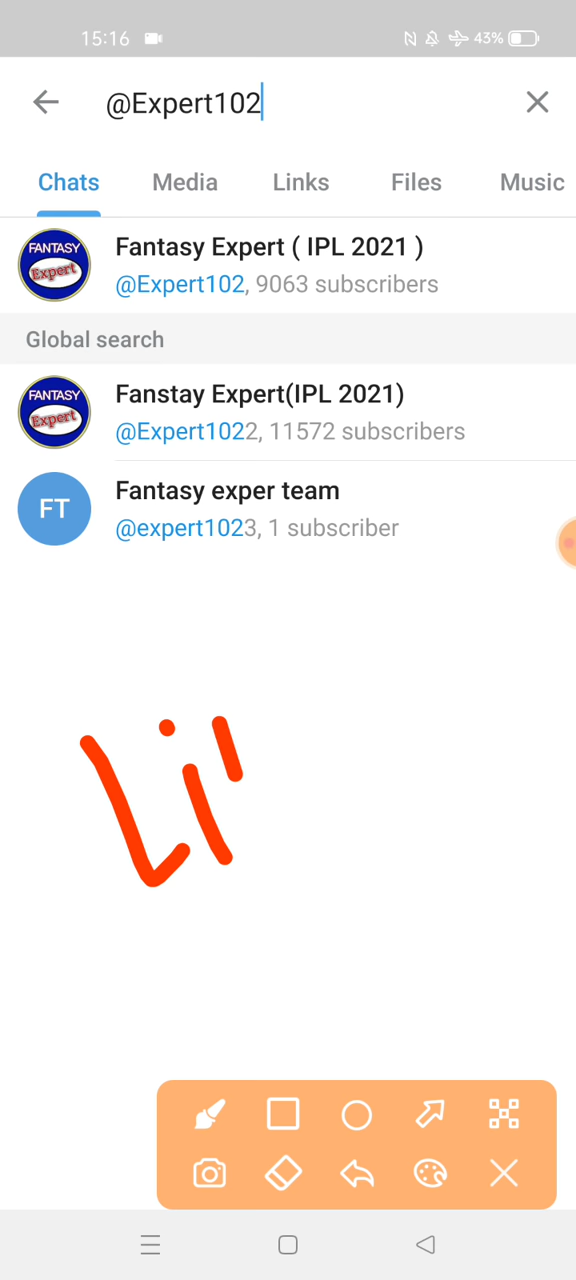 15:16 43%
@Expert102
Chats Media Links Files Music
FANTASY
Expert
Fantasy Expert ( IPL 2021 )
@Expert102, 9063 subscribers
Global search
FANTASY
Expert
Fanstay Expert(IPL 2021)
@Expert1022, 11572 subscribers
FT
Fantasy exper team
@expert1023, 1 subscriber